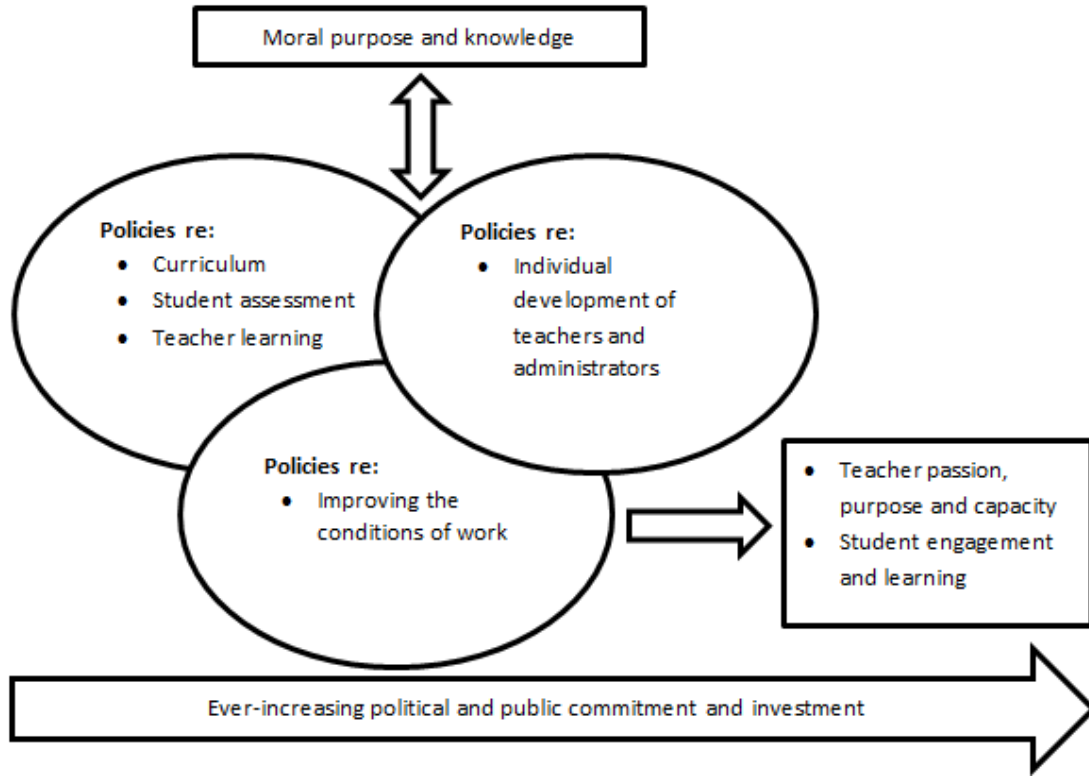 Moral purpose and knowledge
Policies re:
• Curriculum
• Student assessment
• Teacher learning
Policies re:
• Individual
development of
teachers and
administrators
Policies re:
• Improving the
conditions of work
• Teacher passion,
purpose and capacity
• Student engagement
and learning
Ever-increasing political and public commitment and investment